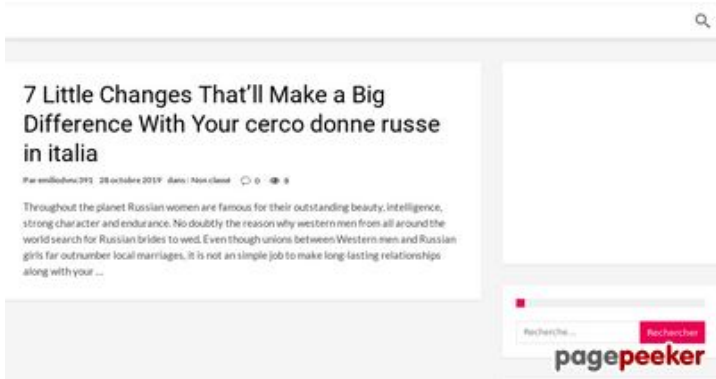 7 Little Changes That'll Make a Big
Difference With Your cerco donne russe
in italia
Par emiliodvnc391 28 octobre 2019 dans : Non classé 0 8
Throughout the planet Russian women are famous for their outstanding beauty, intelligence,
strong character and endurance. No doubtly the reason why western men from all around the
world search for Russian brides to wed. Even though unions between Western men and Russian
girls far outnumber local marriages, it is not an simple job to make long-lasting relationships
along with your ...
Recherche... Rechercher
pagepeeker